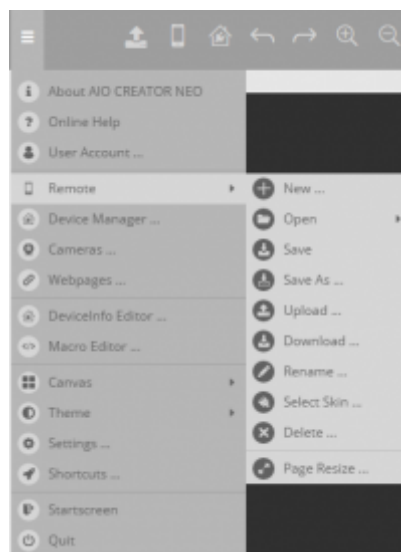 About AIO CREATOR NEO
Online Help
User Account ...
Remote
Device Manager ...
Cameras ...
Webpages ...
DeviceInfo Editor ...
Macro Editor ...
Canvas
Theme
Settings ...
Shortcuts ...
Startscreen
Quit
New ...
Open
Save
Save As ...
Upload ...
Download ...
Rename ...
Select Skin ...
Delete ...
Page Resize ...